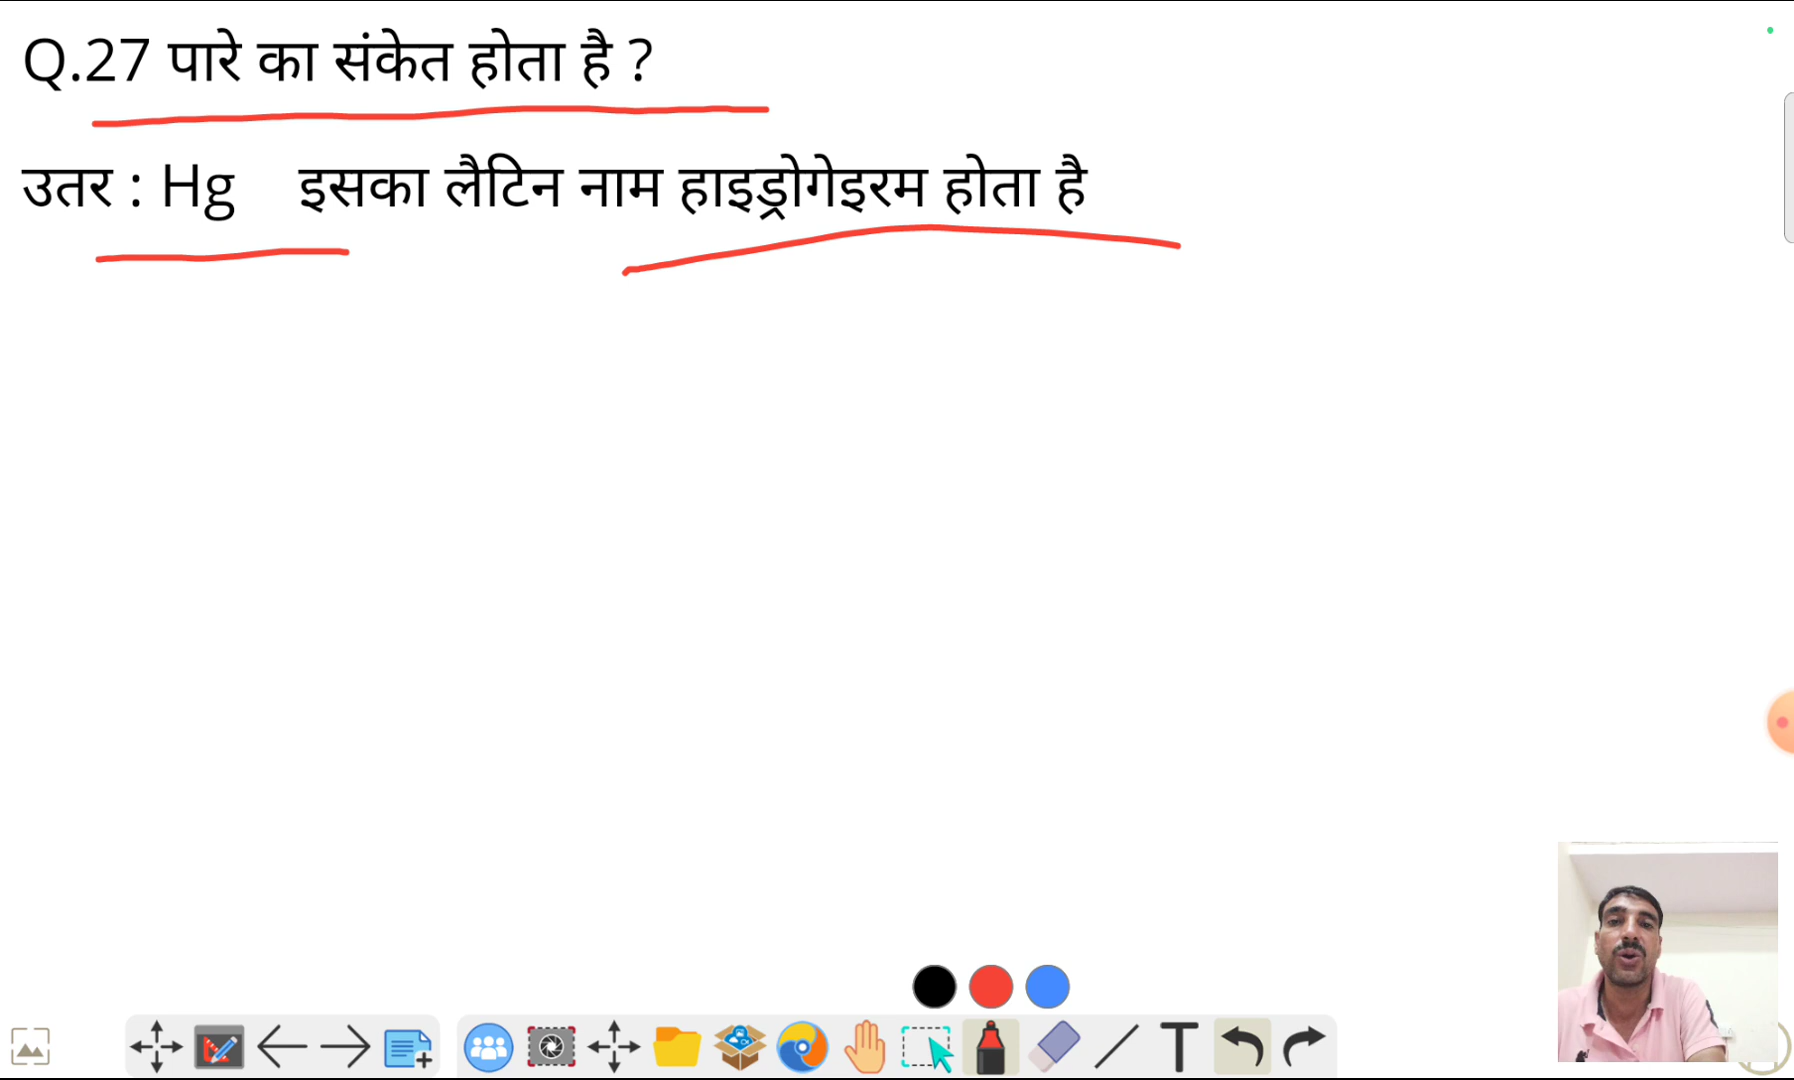 Q.27 पारे का संकेत होता है ?
उतर : Hg इसका लैटिन नाम हाइड्रोगेइरम होता है